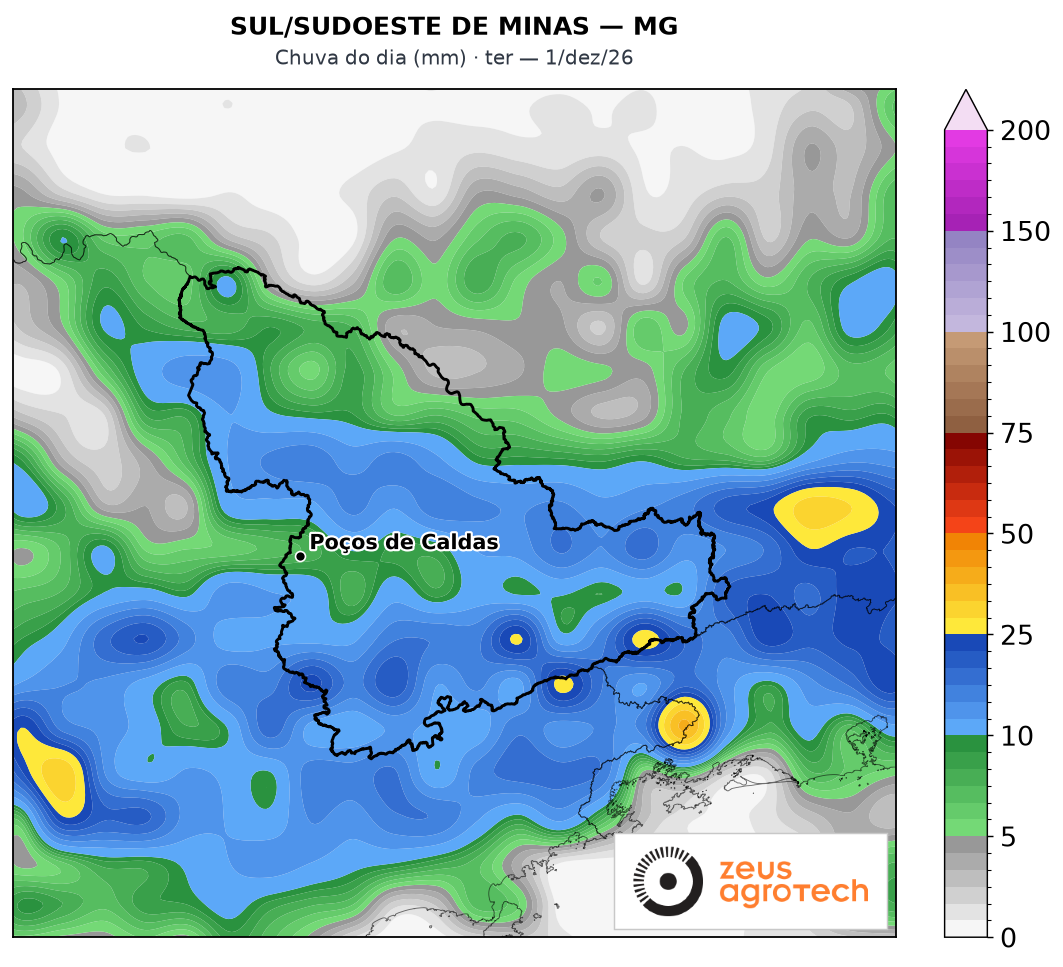 SUL/SUDOESTE DE MINAS — MG
Chuva do dia (mm) · ter — 1/dez/26
200
150
100
75
50
25
10
5
0
Poços de Caldas
zeus
agrotech